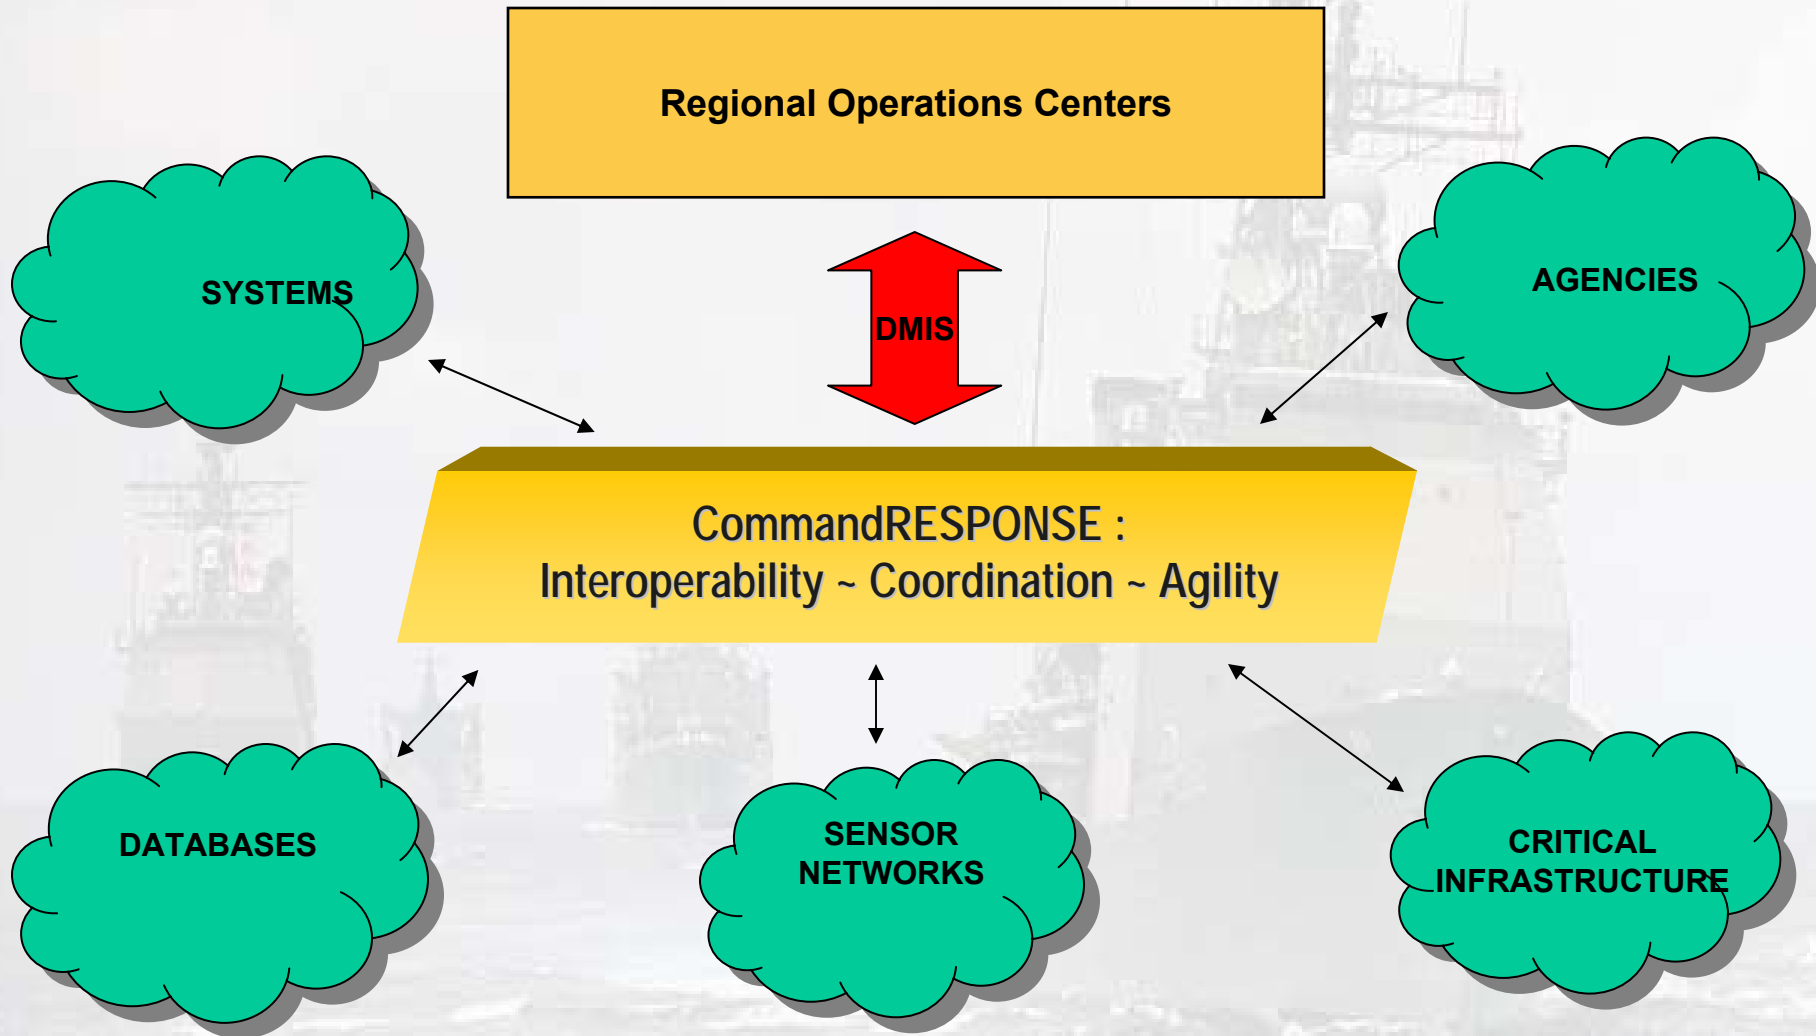 Regional Operations Centers
SYSTEMS
AGENCIES
DMIS
CommandRESPONSE :
Interoperability ~ Coordination ~ Agility
DATABASES
SENSOR
NETWORKS
CRITICAL
INFRASTRUCTURE